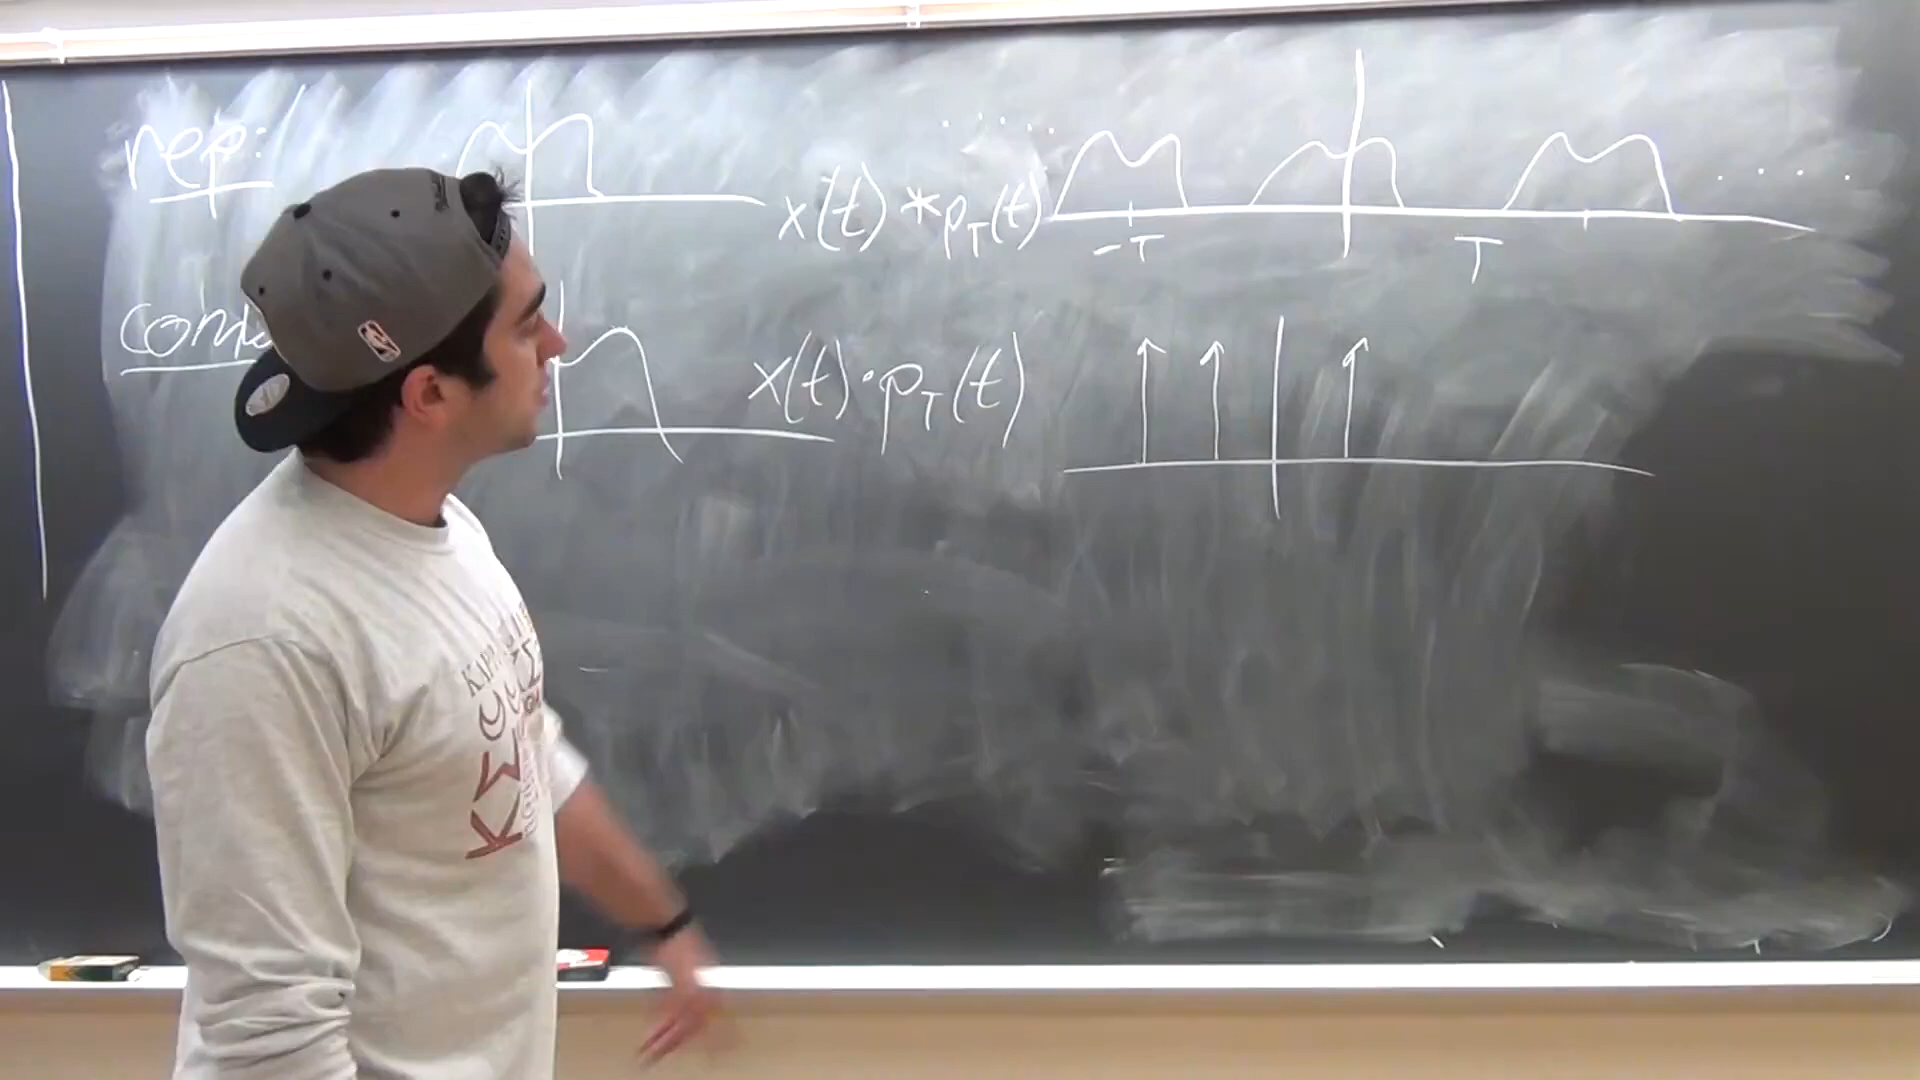 rep:
x(t) * p_T(t)
-T
T
x(t) · p_T(t)